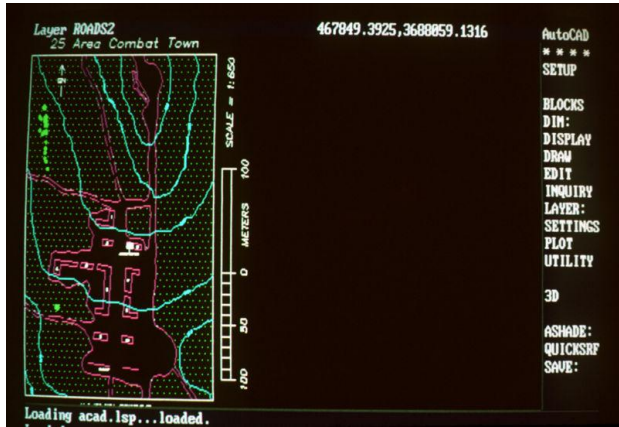 Layer ROADS2
467849.3925,3688059.1316
25 Area Combat Town
N
SCALE = 1:650
100
METERS
0
50
100
AutoCAD
* * * *
SETUP
BLOCKS
DIM:
DISPLAY
DRAW
EDIT
INQUIRY
LAYER:
SETTINGS
PLOT
UTILITY
3D
ASHADE:
QUICKSRF
SAVE:
Loading acad.lsp...loaded.